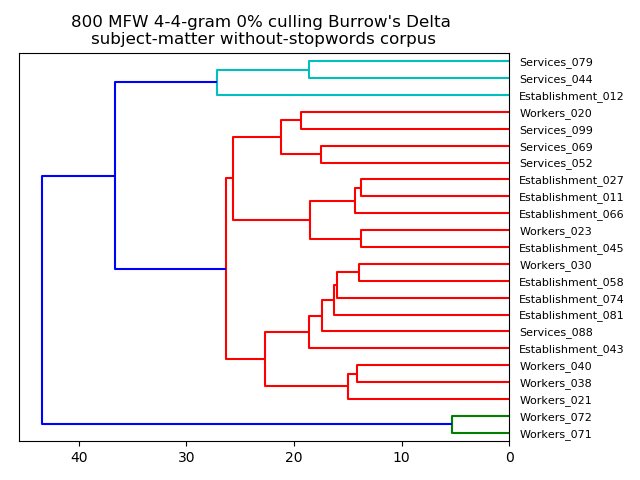 800 MFW 4-4-gram 0% culling Burrow's Delta
subject-matter without-stopwords corpus
Services_079
Services_044
Establishment_012
Workers_020
Services_099
Services_069
Services_052
Establishment_027
Establishment_011
Establishment_066
Workers_023
Establishment_045
Workers_030
Establishment_058
Establishment_074
Establishment_081
Services_088
Establishment_043
Workers_040
Workers_038
Workers_021
Workers_072
Workers_071
40 30 20 10 0